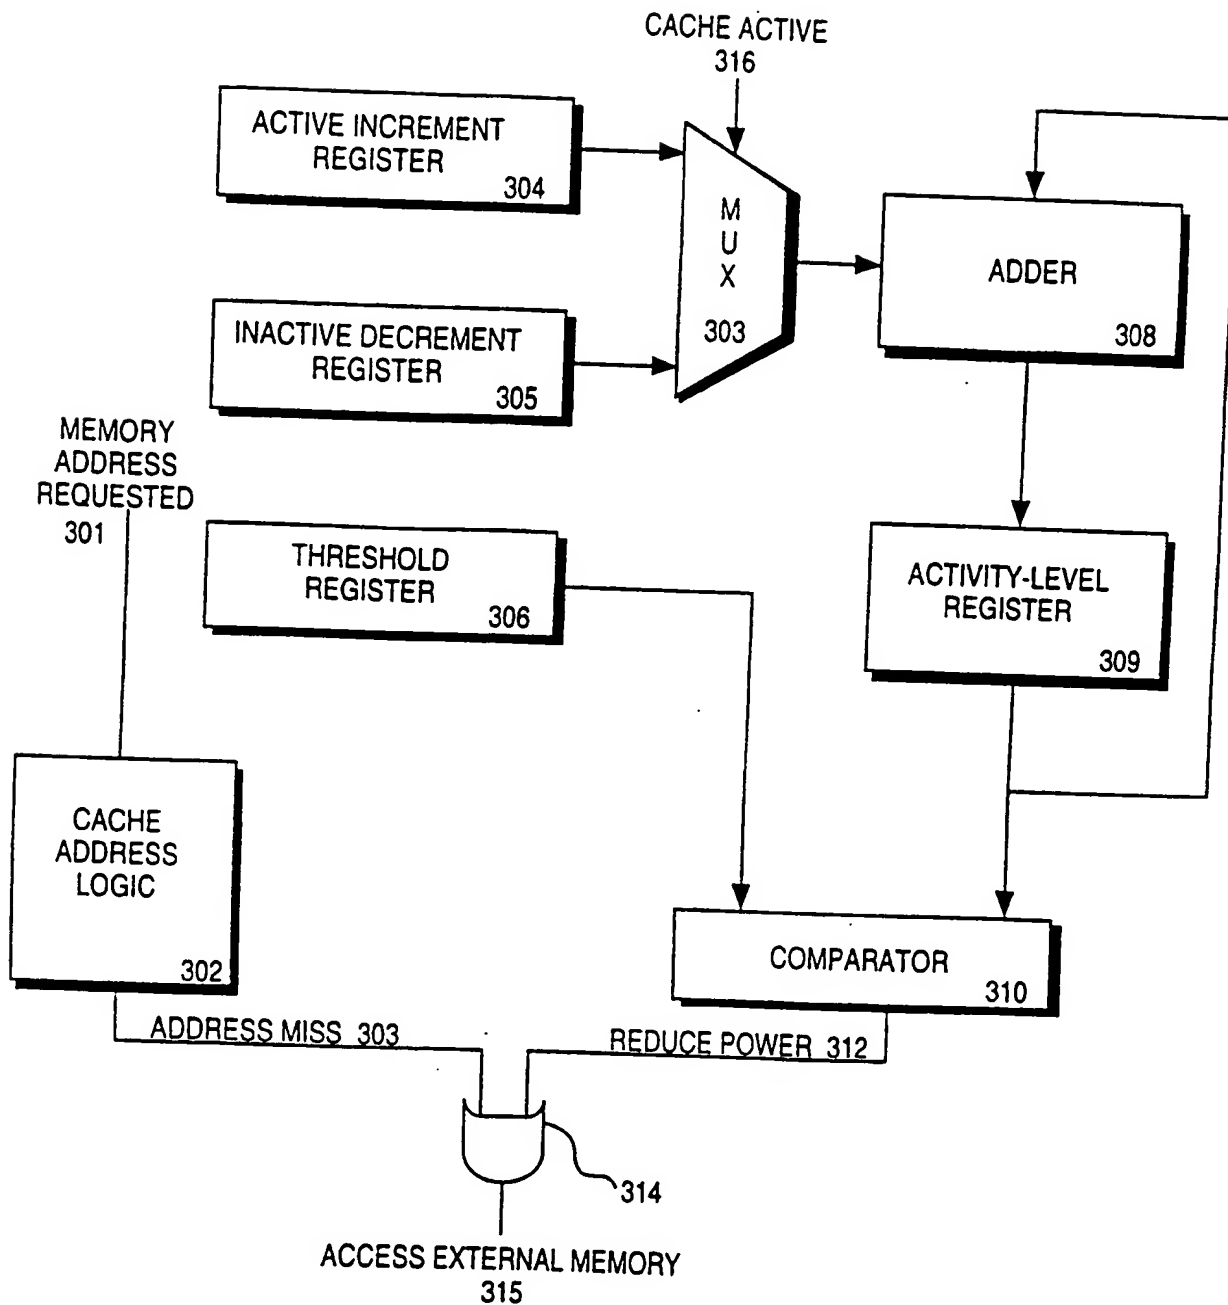 CACHE ACTIVE
316
ACTIVE INCREMENT
REGISTER
304
M
U
X
303
ADDER
308
INACTIVE DECREMENT
REGISTER
305
MEMORY
ADDRESS
REQUESTED
301
THRESHOLD
REGISTER
306
ACTIVITY-LEVEL
REGISTER
309
CACHE
ADDRESS
LOGIC
302
COMPARATOR
310
ADDRESS MISS 303
REDUCE POWER 312
314
ACCESS EXTERNAL MEMORY
315